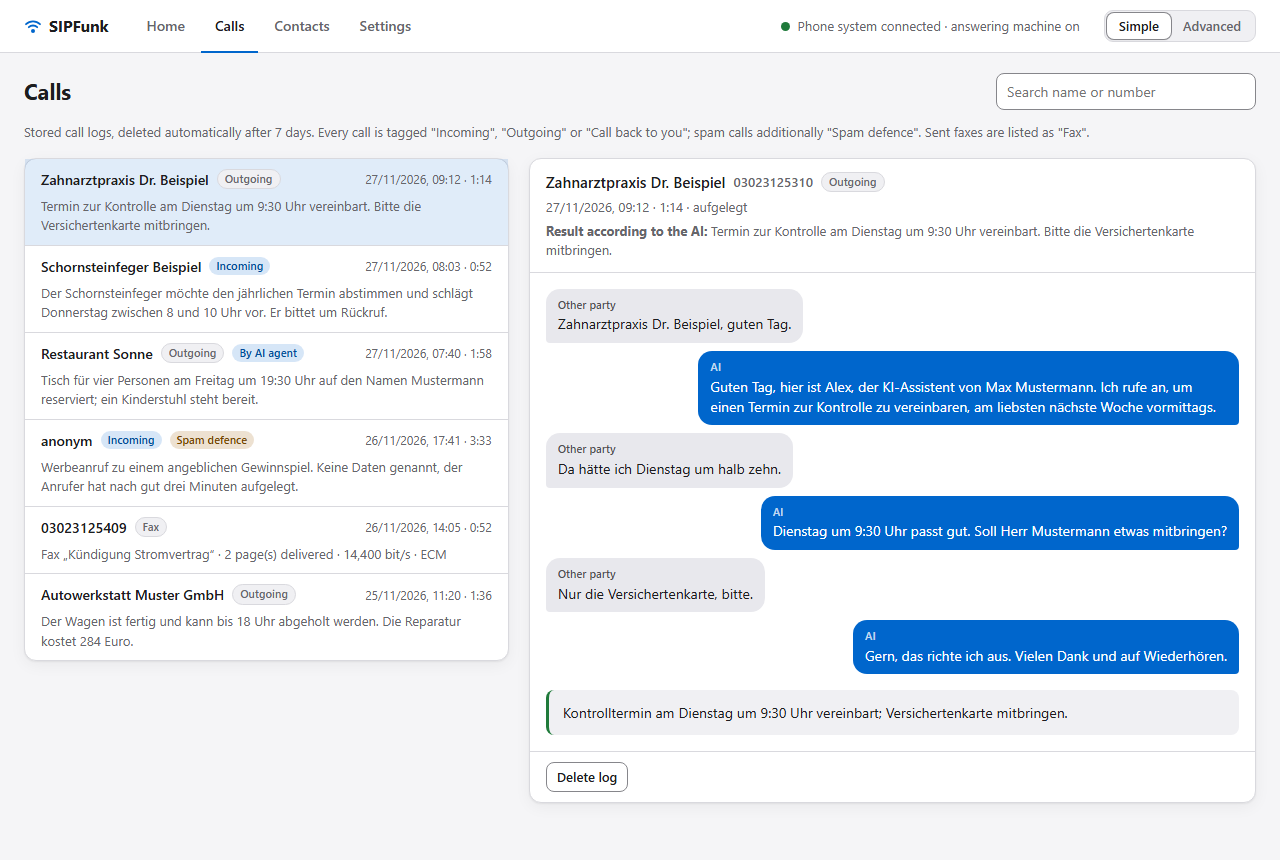 SIPFunk
Home
Calls
Contacts
Settings
Phone system connected · answering machine on
Simple
Advanced
Calls
Search name or number
Stored call logs, deleted automatically after 7 days. Every call is tagged "Incoming", "Outgoing" or "Call back to you"; spam calls additionally "Spam defence". Sent faxes are listed as "Fax".
Zahnarztpraxis Dr. Beispiel Outgoing 27/11/2026, 09:12 · 1:14
Termin zur Kontrolle am Dienstag um 9:30 Uhr vereinbart. Bitte die
Versichertenkarte mitbringen.
Schornsteinfeger Beispiel Incoming 27/11/2026, 08:03 · 0:52
Der Schornsteinfeger möchte den jährlichen Termin abstimmen und schlägt
Donnerstag zwischen 8 und 10 Uhr vor. Er bittet um Rückruf.
Restaurant Sonne Outgoing By AI agent 27/11/2026, 07:40 · 1:58
Tisch für vier Personen am Freitag um 19:30 Uhr auf den Namen Mustermann
reserviert; ein Kinderstuhl steht bereit.
anonym Incoming Spam defence 26/11/2026, 17:41 · 3:33
Werbeanruf zu einem angeblichen Gewinnspiel. Keine Daten genannt, der
Anrufer hat nach gut drei Minuten aufgelegt.
03023125409 Fax 26/11/2026, 14:05 · 0:52
Fax „Kündigung Stromvertrag“ · 2 page(s) delivered · 14,400 bit/s · ECM
Autowerkstatt Muster GmbH Outgoing 25/11/2026, 11:20 · 1:36
Der Wagen ist fertig und kann bis 18 Uhr abgeholt werden. Die Reparatur
kostet 284 Euro.
Zahnarztpraxis Dr. Beispiel 03023125310 Outgoing
27/11/2026, 09:12 · 1:14 · aufgelegt
Result according to the AI: Termin zur Kontrolle am Dienstag um 9:30 Uhr vereinbart. Bitte die Versichertenkarte
mitbringen.
Other party
Zahnarztpraxis Dr. Beispiel, guten Tag.
AI
Guten Tag, hier ist Alex, der KI-Assistent von Max Mustermann. Ich rufe an, um
einen Termin zur Kontrolle zu vereinbaren, am liebsten nächste Woche vormittags.
Other party
Da hätte ich Dienstag um halb zehn.
AI
Dienstag um 9:30 Uhr passt gut. Soll Herr Mustermann etwas mitbringen?
Other party
Nur die Versichertenkarte, bitte.
AI
Gern, das richte ich aus. Vielen Dank und auf Wiederhören.
Kontrolltermin am Dienstag um 9:30 Uhr vereinbart; Versichertenkarte mitbringen.
Delete log